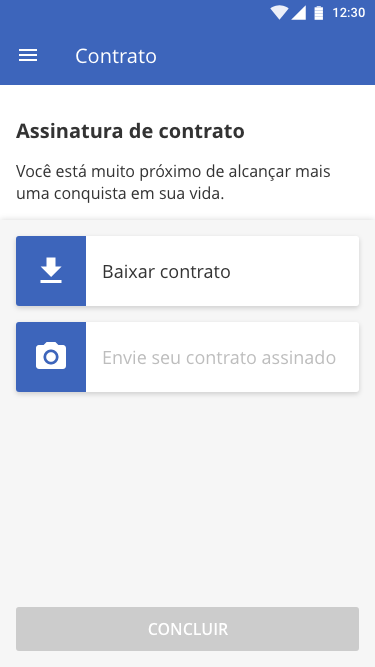 12:30
Contrato
Assinatura de contrato
Você está muito próximo de alcançar mais
uma conquista em sua vida.
Baixar contrato
Envie seu contrato assinado
CONCLUIR